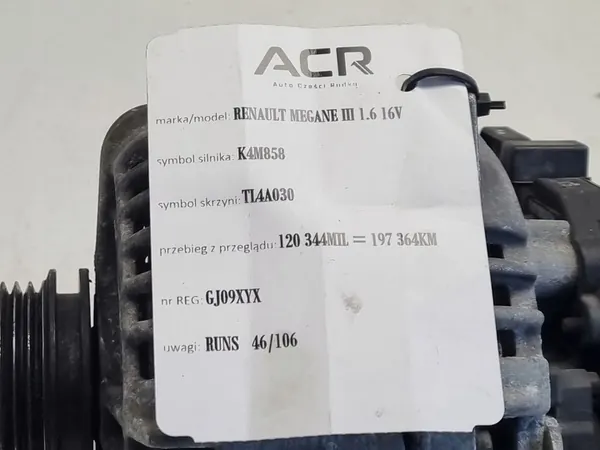 ACR
Auto Części Rudka
marka/model: RENAULT MEGANE III 1.6 16V
symbol silnika: K4M858
symbol skrzyni: TL4A030
przebieg z przeglądu: 120 344MIL = 197 364KM
nr REG: GJ09XYX
uwagi: RUNS 46/106